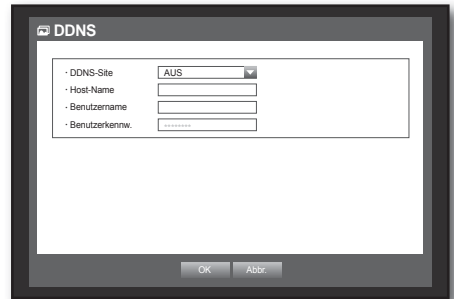 DDNS
· DDNS-Site AUS
· Host-Name
· Benutzername
· Benutzerkennw. --------
OK Abbr.